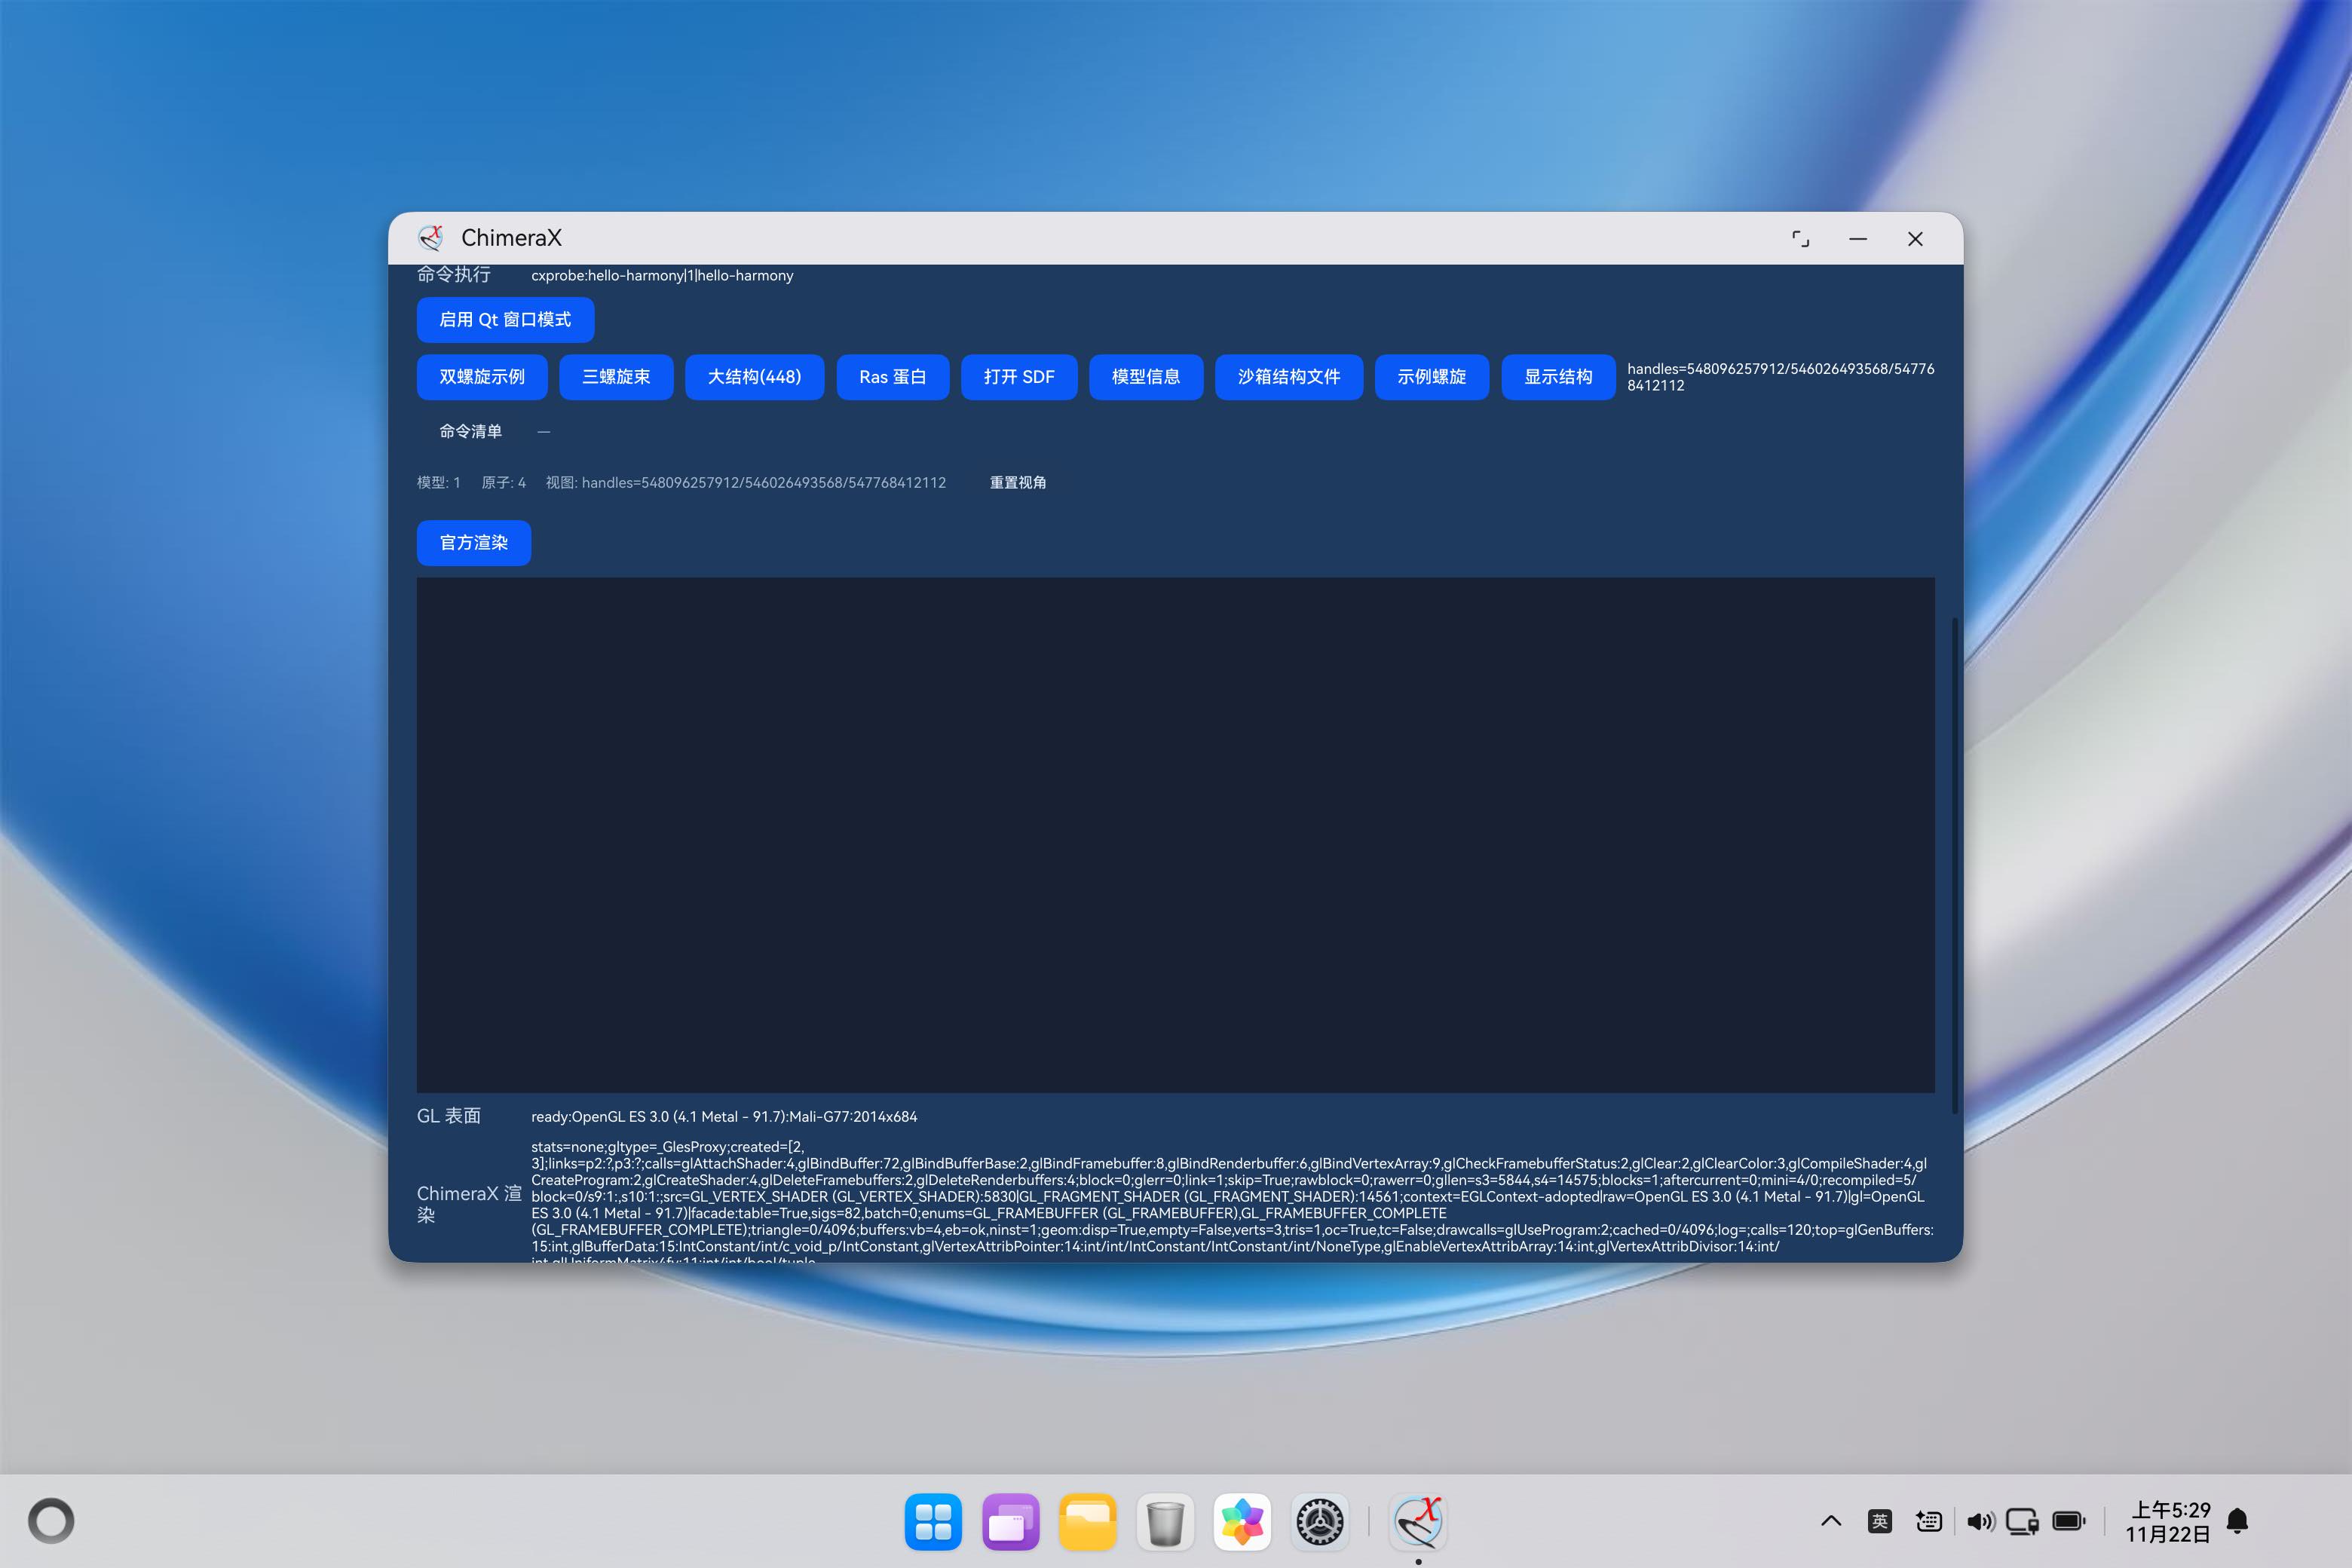 ChimeraX
命令执行 cxprobe:hello-harmony|1|hello-harmony
启用 Qt 窗口模式
双螺旋示例 三螺旋束 大结构(448) Ras 蛋白 打开 SDF 模型信息 沙箱结构文件 示例螺旋 显示结构 handles=548096257912/546026493568/54776
8412112
命令清单 —
模型: 1 原子: 4 视图: handles=548096257912/546026493568/547768412112 重置视角
官方渲染
GL 表面 ready:OpenGL ES 3.0 (4.1 Metal - 91.7):Mali-G77:2014x684
ChimeraX 渲
染
stats=none;gltype=_GlesProxy;created=[2,
3];links=p2:?,p3:?;calls=glAttachShader:4,glBindBuffer:72,glBindBufferBase:2,glBindFramebuffer:8,glBindRenderbuffer:6,glBindVertexArray:9,glCheckFramebufferStatus:2,glClear:2,glClearColor:3,glCompileShader:4,gl
CreateProgram:2,glCreateShader:4,glDeleteFramebuffers:2,glDeleteRenderbuffers:4;block=0;glerr=0;link=1;skip=True;rawblock=0;rawerr=0;gllen=s3=5844,s4=14575;blocks=1;aftercurrent=0;mini=4/0;recompiled=5/
block=0/s9:1:,s10:1:;src=GL_VERTEX_SHADER (GL_VERTEX_SHADER):5830|GL_FRAGMENT_SHADER (GL_FRAGMENT_SHADER):14561;context=EGLContext-adopted|raw=OpenGL ES 3.0 (4.1 Metal - 91.7)|gl=OpenGL
ES 3.0 (4.1 Metal - 91.7)|facade:table=True,sigs=82,batch=0;enums=GL_FRAMEBUFFER (GL_FRAMEBUFFER),GL_FRAMEBUFFER_COMPLETE
(GL_FRAMEBUFFER_COMPLETE);triangle=0/4096;buffers:vb=4,eb=ok,ninst=1;geom:disp=True,empty=False,verts=3,tris=1,oc=True,tc=False;drawcalls=glUseProgram:2;cached=0/4096;log=;calls=120;top=glGenBuffers:
15:int,glBufferData:15:IntConstant/int/c_void_p/IntConstant,glVertexAttribPointer:14:int/int/IntConstant/IntConstant/int/NoneType,glEnableVertexAttribArray:14:int,glVertexAttribDivisor:14:int/
int,glUniformMatrix4fv:11:int/int/bool/tuple
英
上午5:29
11月22日